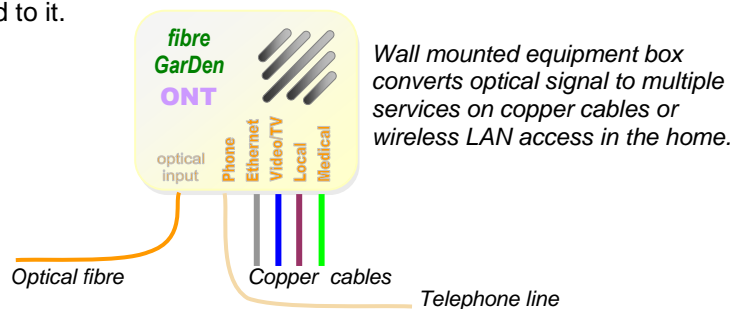 d to it.
fibre
GarDen
ONT
optical
input
Phone
Ethernet
Video/TV
Local
Medical
Wall mounted equipment box
converts optical signal to multiple
services on copper cables or
wireless LAN access in the home.
Optical fibre
Copper cables
Telephone line